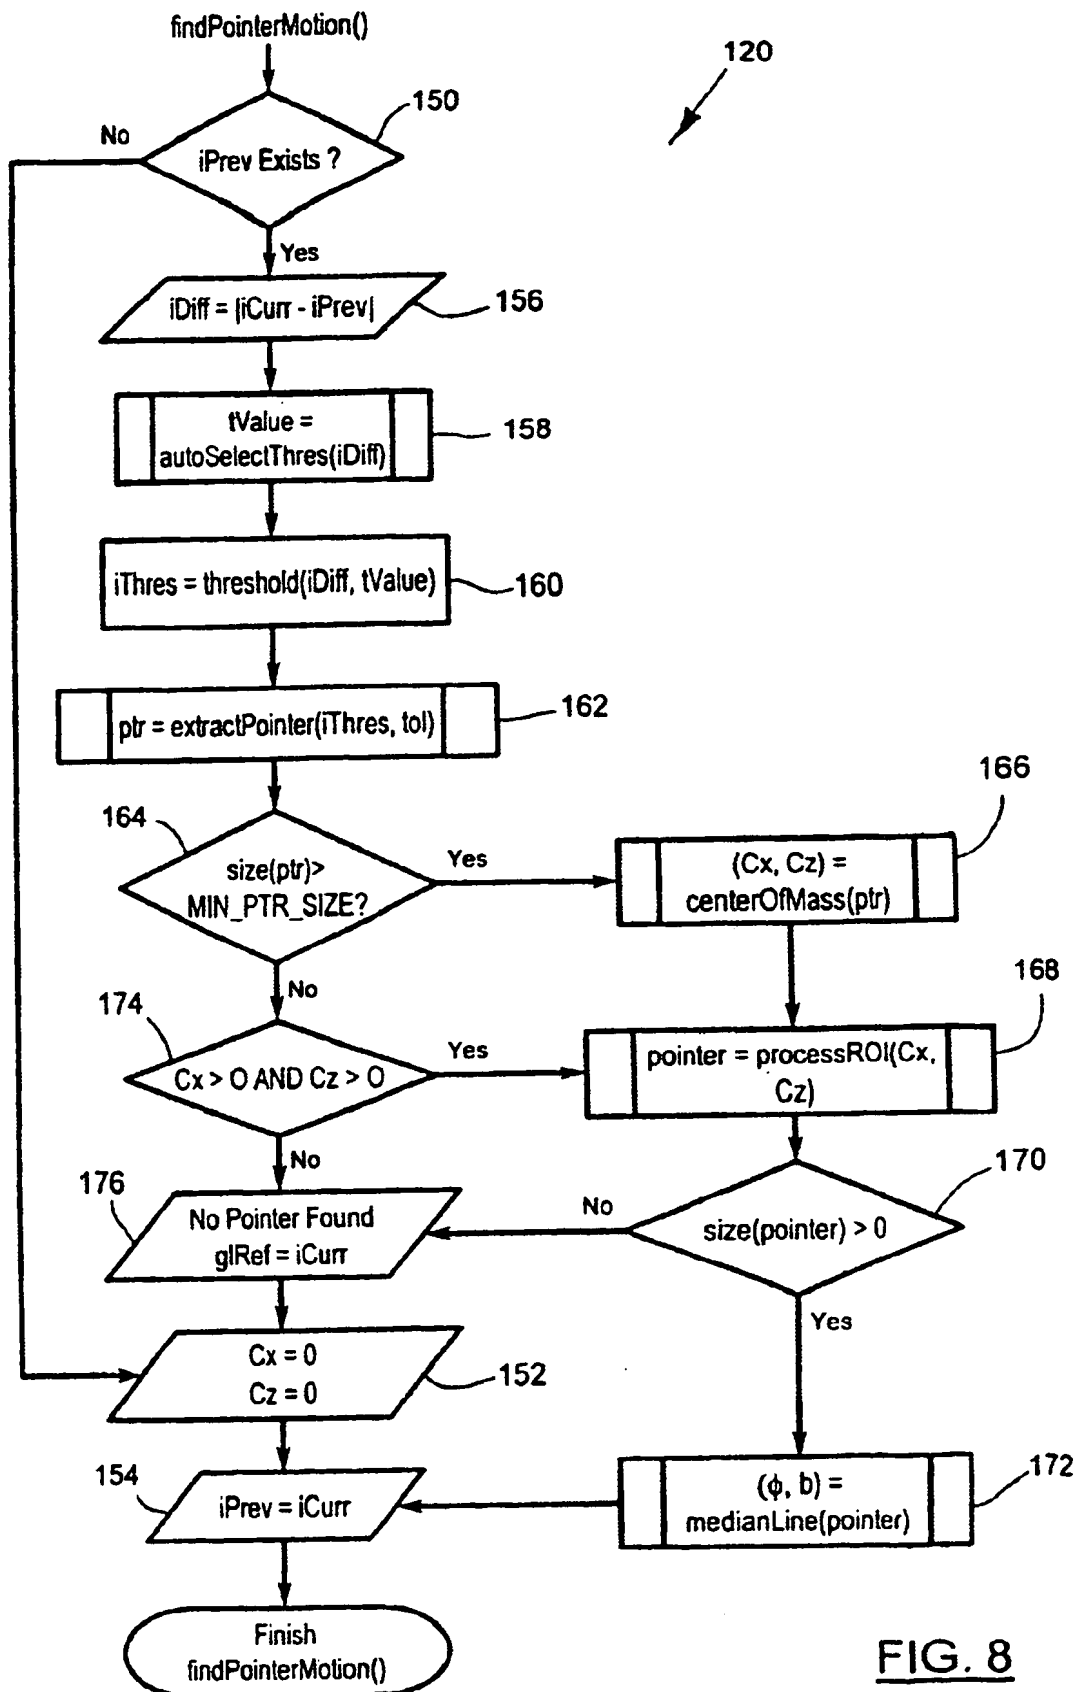 findPointerMotion()
120
150
No
iPrev Exists ?
Yes
iDiff = |iCurr - iPrev|
156
tValue =
autoSelectThres(iDiff)
158
iThres = threshold(iDiff, tValue)
160
ptr = extractPointer(iThres, tol)
162
164
size(ptr)>
MIN_PTR_SIZE?
Yes
166
(Cx, Cz) =
centerOfMass(ptr)
No
174
Cx > O AND Cz > O
Yes
168
pointer = processROI(Cx,
Cz)
No
176
No Pointer Found
glRef = iCurr
No
170
size(pointer) > 0
Yes
Cx = 0
Cz = 0
152
154
iPrev = iCurr
(ϕ, b) =
medianLine(pointer)
172
Finish
findPointerMotion()
FIG. 8